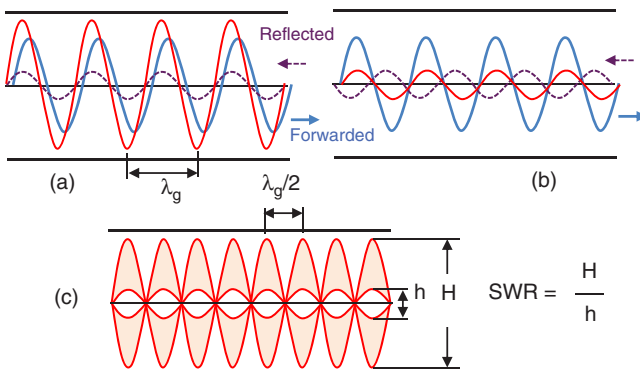 Reflected
Forwarded
(a)
λg
λg/2
(b)
(c)
h
H
SWR = H
h